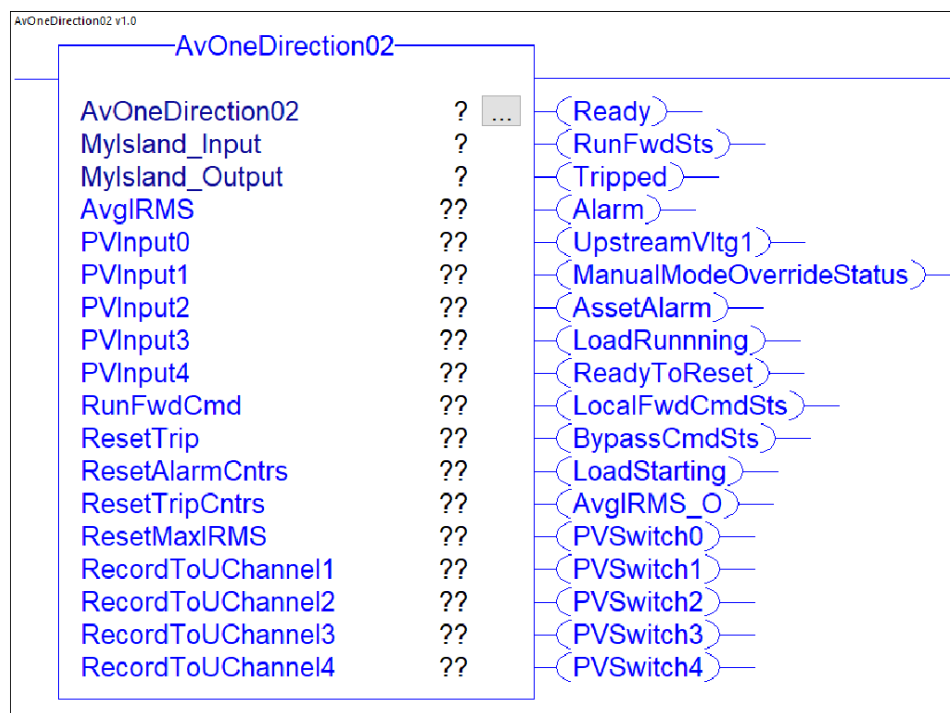 AvOneDirection02 v1.0
AvOneDirection02
AvOneDirection02 ? ... Ready
MyIsland_Input ? RunFwdSts
MyIsland_Output ? Tripped
AvgIRMS ?? Alarm
PVInput0 ?? UpstreamVltg1
PVInput1 ?? ManualModeOverrideStatus
PVInput2 ?? AssetAlarm
PVInput3 ?? LoadRunnning
PVInput4 ?? ReadyToReset
RunFwdCmd ?? LocalFwdCmdSts
ResetTrip ?? BypassCmdSts
ResetAlarmCntrs ?? LoadStarting
ResetTripCntrs ?? AvgIRMS_O
ResetMaxIRMS ?? PVSwitch0
RecordToUChannel1 ?? PVSwitch1
RecordToUChannel2 ?? PVSwitch2
RecordToUChannel3 ?? PVSwitch3
RecordToUChannel4 ?? PVSwitch4